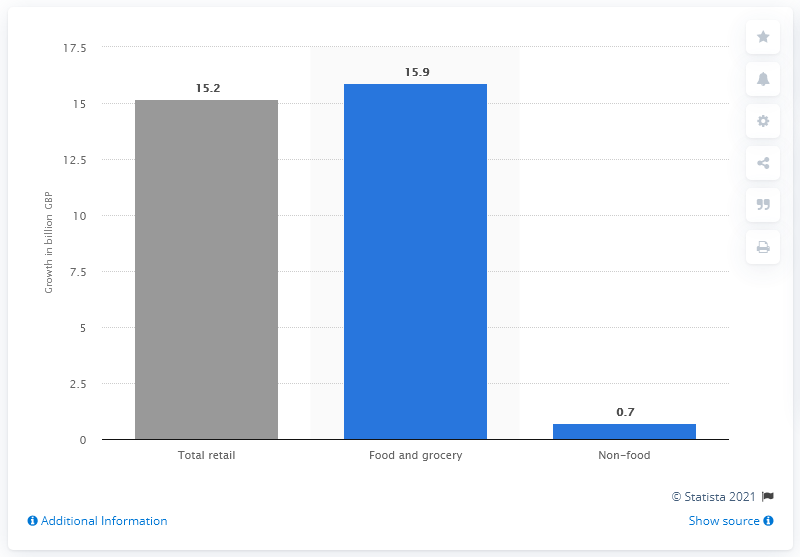 17.5
15
12.5
10
7.5
5
2.5
0
Growth in billion GBP
15.2
15.9
0.7
Total retail
Food and grocery
Non-food
© Statista 2021
Additional Information
Show source